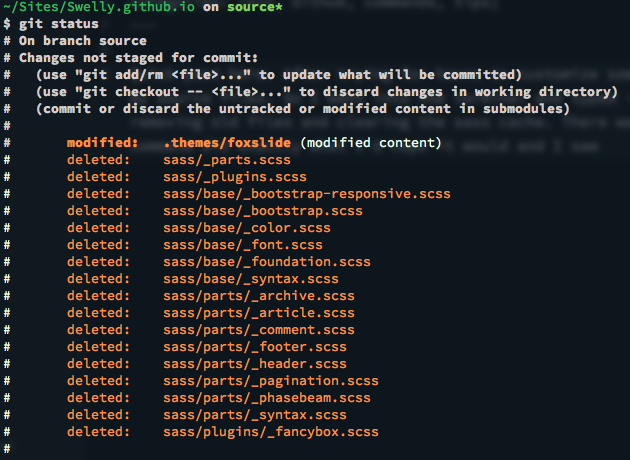 ~/Sites/Swelly.github.io on source*
$ git status
# On branch source
# Changes not staged for commit:
#   (use "git add/rm <file>..." to update what will be committed)
#   (use "git checkout -- <file>..." to discard changes in working directory)
#   (commit or discard the untracked or modified content in submodules)
#
#       modified:   .themes/foxslide (modified content)
#       deleted:    sass/_parts.scss
#       deleted:    sass/_plugins.scss
#       deleted:    sass/base/_bootstrap-responsive.scss
#       deleted:    sass/base/_bootstrap.scss
#       deleted:    sass/base/_color.scss
#       deleted:    sass/base/_font.scss
#       deleted:    sass/base/_foundation.scss
#       deleted:    sass/base/_syntax.scss
#       deleted:    sass/parts/_archive.scss
#       deleted:    sass/parts/_article.scss
#       deleted:    sass/parts/_comment.scss
#       deleted:    sass/parts/_footer.scss
#       deleted:    sass/parts/_header.scss
#       deleted:    sass/parts/_pagination.scss
#       deleted:    sass/parts/_phasebeam.scss
#       deleted:    sass/parts/_syntax.scss
#       deleted:    sass/plugins/_fancybox.scss
#